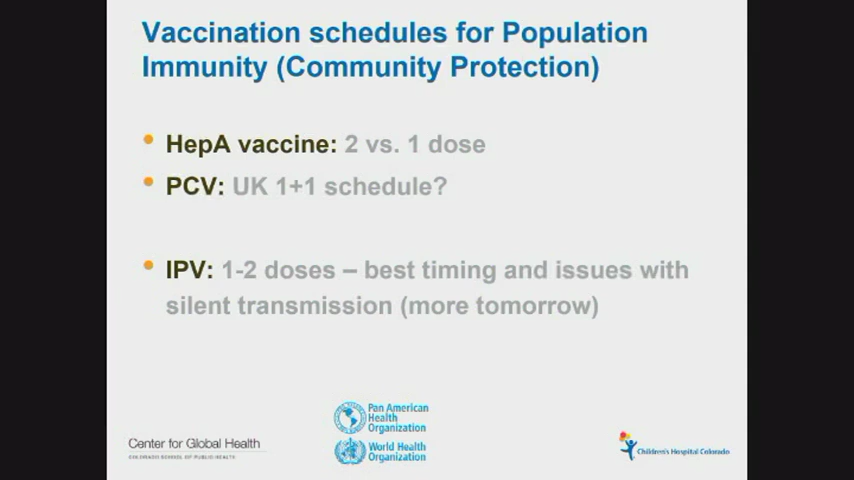 Vaccination schedules for Population
Immunity (Community Protection)
• HepA vaccine: 2 vs. 1 dose
• PCV: UK 1+1 schedule?
• IPV: 1-2 doses – best timing and issues with
silent transmission (more tomorrow)
Center for Global Health
COLORADO SCHOOL OF PUBLIC HEALTH
Pan American
Health
Organization
World Health
Organization
Children's Hospital Colorado